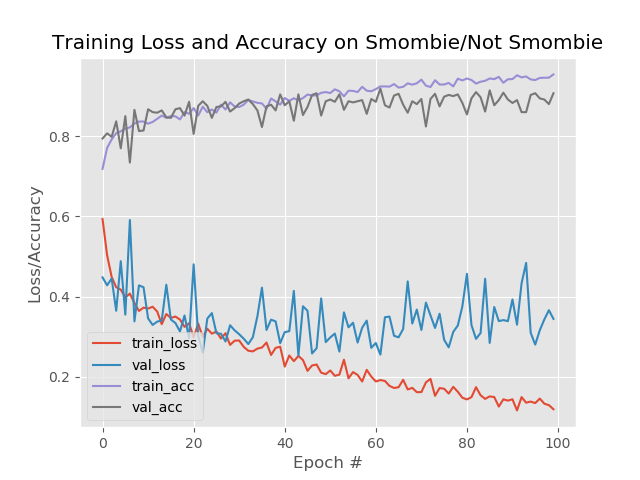 Training Loss and Accuracy on Smombie/Not Smombie
Loss/Accuracy
0.8
0.6
0.4
0.2
train_loss
val_loss
train_acc
val_acc
0 20 40 60 80 100
Epoch #